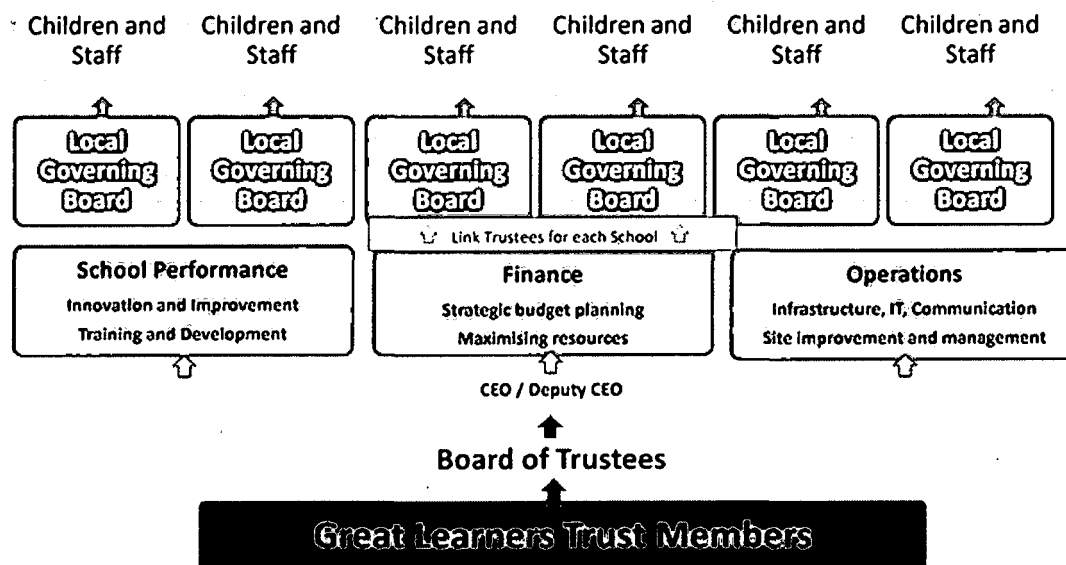 Children and
Staff
Children and
Staff
Children and
Staff
Children and
Staff
Children and
Staff
Children and
Staff
Local
Governing
Board
Local
Governing
Board
Local
Governing
Board
Local
Governing
Board
Local
Governing
Board
Local
Governing
Board
Link Trustees for each School
School Performance
Innovation and Improvement
Training and Development
Finance
Strategic budget planning
Maximising resources
Operations
Infrastructure, IT, Communication
Site improvement and management
CEO / Deputy CEO
Board of Trustees
Great Learners Trust Members